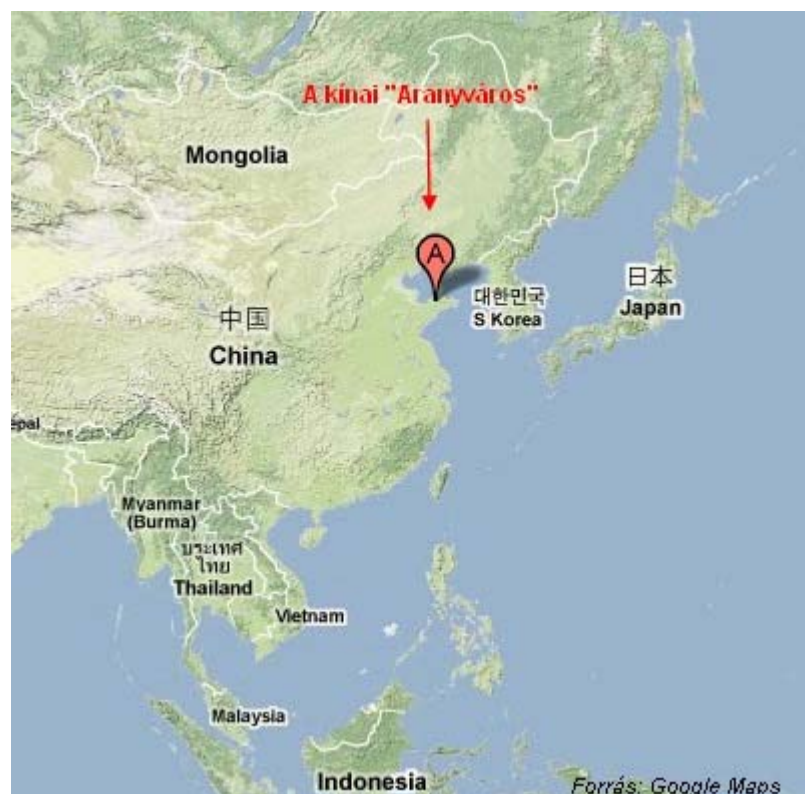 A kínai "Aranyváros"
Mongolia
A
日本
Japan
대한민국
S Korea
中国
China
epal
Myanmar
(Burma)
ประเทศ
ไทย
Thailand
Vietnam
Malaysia
Indonesia
Forrás: Google Maps